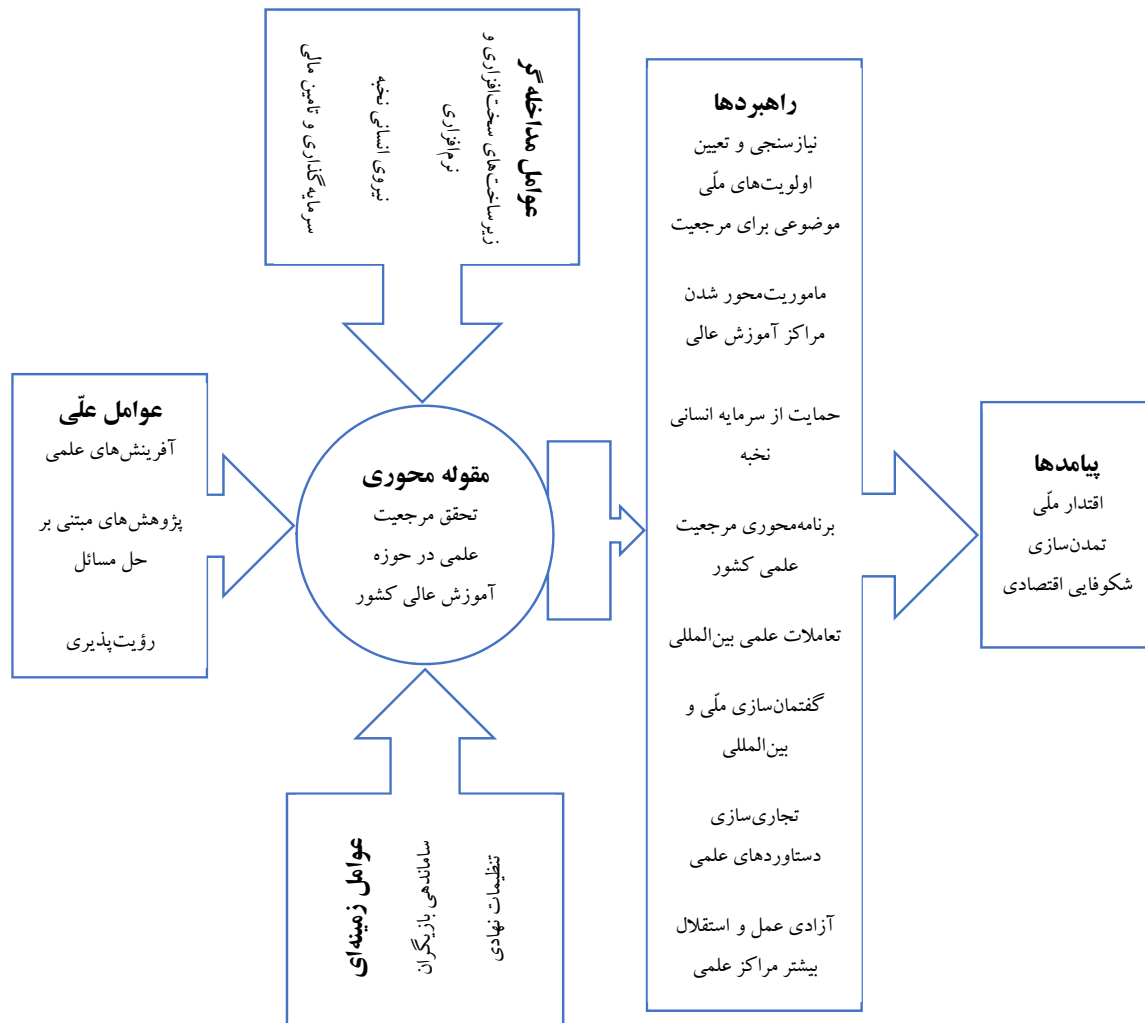 عوامل مداخله گر
زیرساخت‌های سخت‌افزاری و
نرم‌افزاری
نیروی انسانی نخبه
سرمایه‌گذاری و تامین مالی
عوامل علّی
آفرینش‌های علمی
پژوهش‌های مبتنی بر
حل مسائل
رؤیت‌پذیری
مقوله محوری
تحقق مرجعیت
علمی در حوزه
آموزش عالی کشور
عوامل زمینه‌ای
ساماندهی بازیگران
تنظیمات نهادی
راهبردها
نیازسنجی و تعیین
اولویت‌های ملّی
موضوعی برای مرجعیت
ماموریت‌محور شدن
مراکز آموزش عالی
حمایت از سرمایه انسانی
نخبه
برنامه‌محوری مرجعیت
علمی کشور
تعاملات علمی بین‌المللی
گفتمان‌سازی ملّی و
بین‌المللی
تجاری‌سازی
دستاوردهای علمی
آزادی عمل و استقلال
بیشتر مراکز علمی
پیامدها
اقتدار ملّی
تمدن‌سازی
شکوفایی اقتصادی